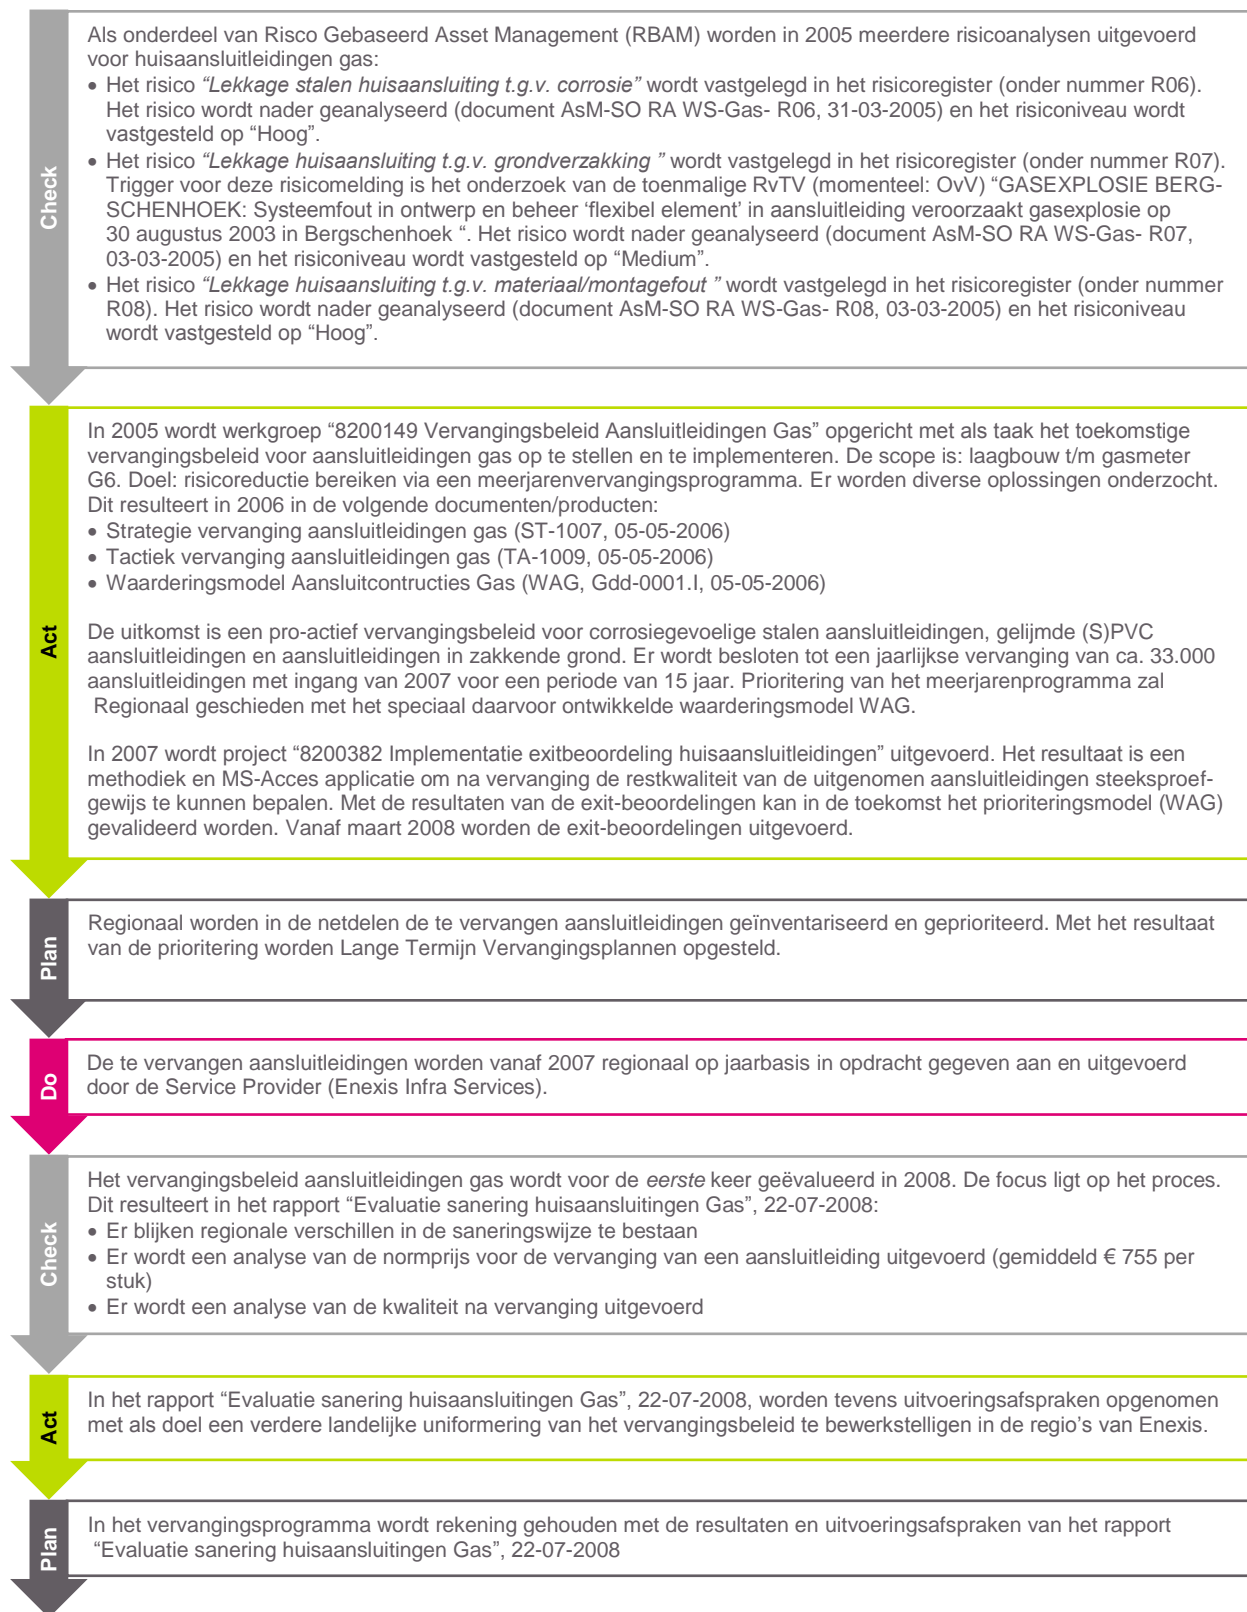 Check
Als onderdeel van Risco Gebaseerd Asset Management (RBAM) worden in 2005 meerdere risicoanalysen uitgevoerd
voor huisaansluitleidingen gas:
• Het risico “Lekkage stalen huisaansluiting t.g.v. corrosie” wordt vastgelegd in het risicoregister (onder nummer R06).
Het risico wordt nader geanalyseerd (document AsM-SO RA WS-Gas- R06, 31-03-2005) en het risiconiveau wordt
vastgesteld op “Hoog”.
• Het risico “Lekkage huisaansluiting t.g.v. grondverzakking ” wordt vastgelegd in het risicoregister (onder nummer R07).
Trigger voor deze risicomelding is het onderzoek van de toenmalige RvTV (momenteel: OvV) “GASEXPLOSIE BERG-
SCHENHOEK: Systeemfout in ontwerp en beheer ‘flexibel element’ in aansluitleiding veroorzaakt gasexplosie op
30 augustus 2003 in Bergschenhoek “. Het risico wordt nader geanalyseerd (document AsM-SO RA WS-Gas- R07,
03-03-2005) en het risiconiveau wordt vastgesteld op “Medium”.
• Het risico “Lekkage huisaansluiting t.g.v. materiaal/montagefout ” wordt vastgelegd in het risicoregister (onder nummer
R08). Het risico wordt nader geanalyseerd (document AsM-SO RA WS-Gas- R08, 03-03-2005) en het risiconiveau
wordt vastgesteld op “Hoog”.
Act
In 2005 wordt werkgroep “8200149 Vervangingsbeleid Aansluitleidingen Gas” opgericht met als taak het toekomstige
vervangingsbeleid voor aansluitleidingen gas op te stellen en te implementeren. De scope is: laagbouw t/m gasmeter
G6. Doel: risicoreductie bereiken via een meerjarenvervangingsprogramma. Er worden diverse oplossingen onderzocht.
Dit resulteert in 2006 in de volgende documenten/producten:
• Strategie vervanging aansluitleidingen gas (ST-1007, 05-05-2006)
• Tactiek vervanging aansluitleidingen gas (TA-1009, 05-05-2006)
• Waarderingsmodel Aansluitcontructies Gas (WAG, Gdd-0001.I, 05-05-2006)
De uitkomst is een pro-actief vervangingsbeleid voor corrosiegevoelige stalen aansluitleidingen, gelijmde (S)PVC
aansluitleidingen en aansluitleidingen in zakkende grond. Er wordt besloten tot een jaarlijkse vervanging van ca. 33.000
aansluitleidingen met ingang van 2007 voor een periode van 15 jaar. Prioritering van het meerjarenprogramma zal
Regionaal geschieden met het speciaal daarvoor ontwikkelde waarderingsmodel WAG.
In 2007 wordt project “8200382 Implementatie exitbeoordeling huisaansluitleidingen” uitgevoerd. Het resultaat is een
methodiek en MS-Acces applicatie om na vervanging de restkwaliteit van de uitgenomen aansluitleidingen steeksproef-
gewijs te kunnen bepalen. Met de resultaten van de exit-beoordelingen kan in de toekomst het prioriteringsmodel (WAG)
gevalideerd worden. Vanaf maart 2008 worden de exit-beoordelingen uitgevoerd.
Plan
Regionaal worden in de netdelen de te vervangen aansluitleidingen geïnventariseerd en geprioriteerd. Met het resultaat
van de prioritering worden Lange Termijn Vervangingsplannen opgesteld.
Do
De te vervangen aansluitleidingen worden vanaf 2007 regionaal op jaarbasis in opdracht gegeven aan en uitgevoerd
door de Service Provider (Enexis Infra Services).
Check
Het vervangingsbeleid aansluitleidingen gas wordt voor de eerste keer geëvalueerd in 2008. De focus ligt op het proces.
Dit resulteert in het rapport “Evaluatie sanering huisaansluitingen Gas”, 22-07-2008:
• Er blijken regionale verschillen in de saneringswijze te bestaan
• Er wordt een analyse van de normprijs voor de vervanging van een aansluitleiding uitgevoerd (gemiddeld € 755 per
stuk)
• Er wordt een analyse van de kwaliteit na vervanging uitgevoerd
Act
In het rapport “Evaluatie sanering huisaansluitingen Gas”, 22-07-2008, worden tevens uitvoeringsafspraken opgenomen
met als doel een verdere landelijke uniformering van het vervangingsbeleid te bewerkstelligen in de regio’s van Enexis.
Plan
In het vervangingsprogramma wordt rekening gehouden met de resultaten en uitvoeringsafspraken van het rapport
“Evaluatie sanering huisaansluitingen Gas”, 22-07-2008